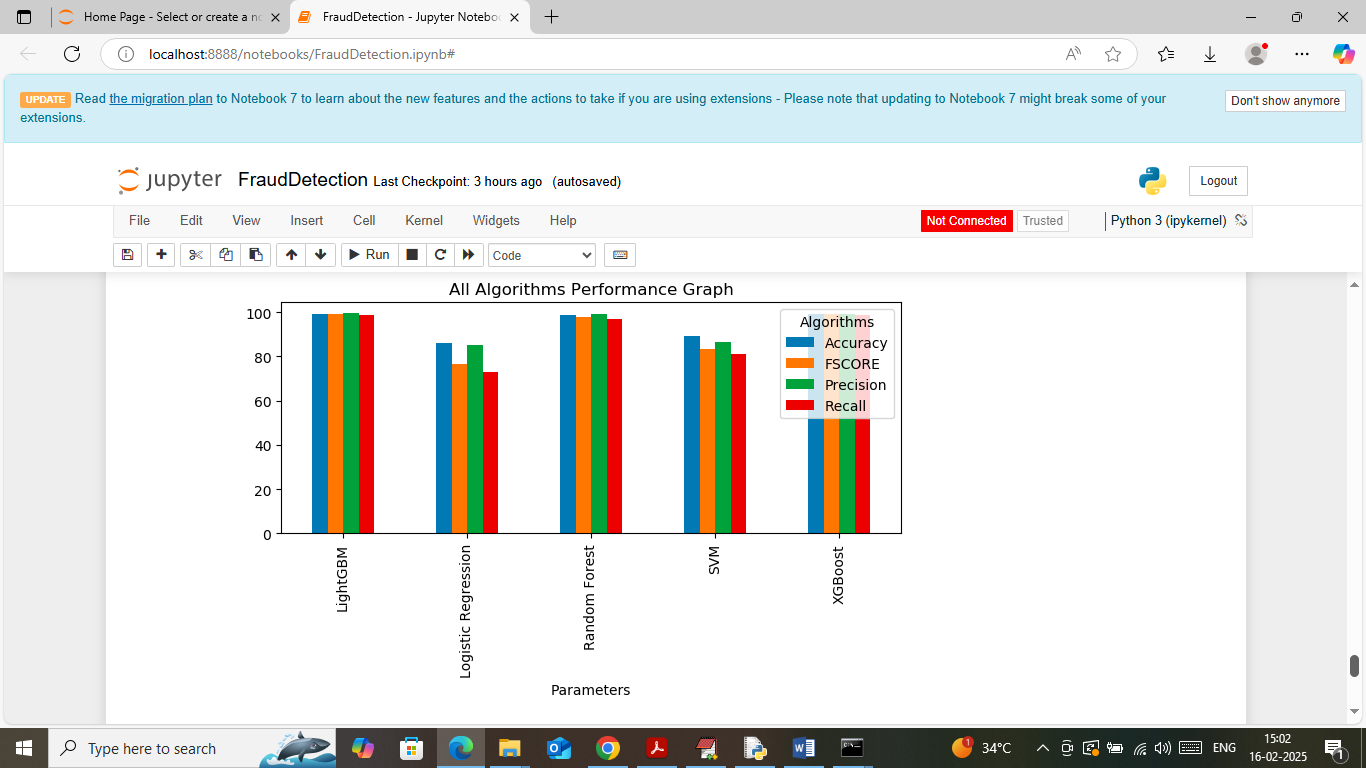 Home Page - Select or create a n
FraudDetection - Jupyter Notebo
localhost:8888/notebooks/FraudDetection.ipynb#
UPDATE Read the migration plan to Notebook 7 to learn about the new features and the actions to take if you are using extensions - Please note that updating to Notebook 7 might break some of your
extensions.
Don't show anymore
jupyter FraudDetection Last Checkpoint: 3 hours ago (autosaved)
Logout
File Edit View Insert Cell Kernel Widgets Help
Not Connected Trusted Python 3 (ipykernel)
Run Code
All Algorithms Performance Graph
100
80
60
40
20
0
Algorithms
Accuracy
FSCORE
Precision
Recall
LightGBM
Logistic Regression
Random Forest
SVM
XGBoost
Parameters
Type here to search
1
34°C
ENG
15:02
16-02-2025
1